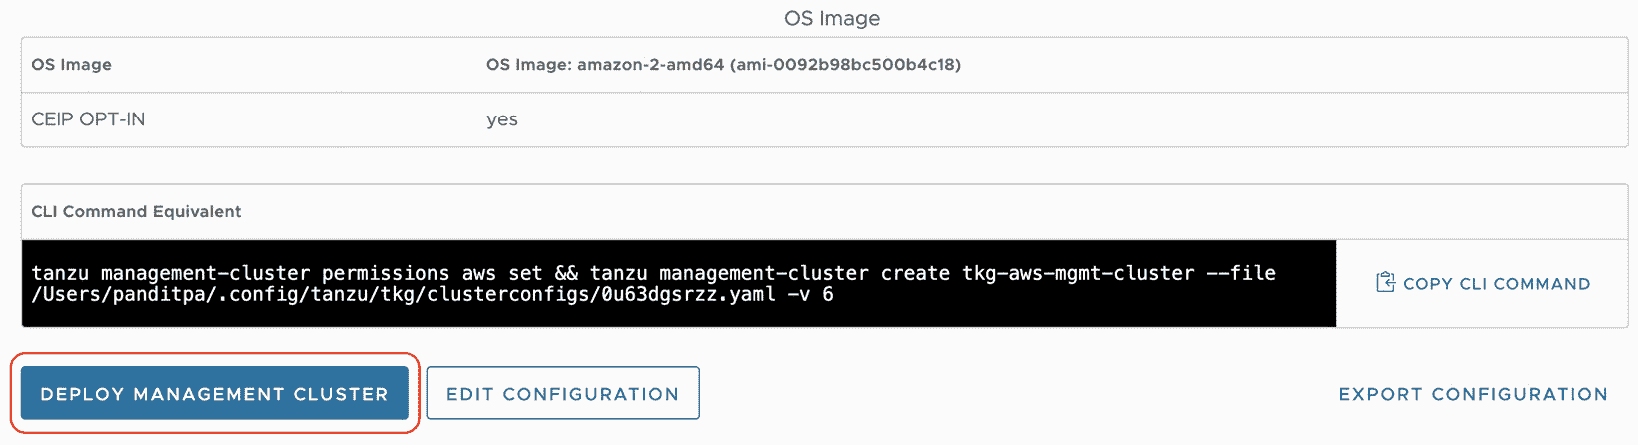 OS Image
OS Image OS Image: amazon-2-amd64 (ami-0092b98bc500b4c18)
CEIP OPT-IN yes
CLI Command Equivalent
tanzu management-cluster permissions aws set && tanzu management-cluster create tkg-aws-mgmt-cluster --file
/Users/panditpa/.config/tanzu/tkg/clusterconfigs/0u63dgsrzz.yaml -v 6
COPY CLI COMMAND
DEPLOY MANAGEMENT CLUSTER EDIT CONFIGURATION EXPORT CONFIGURATION